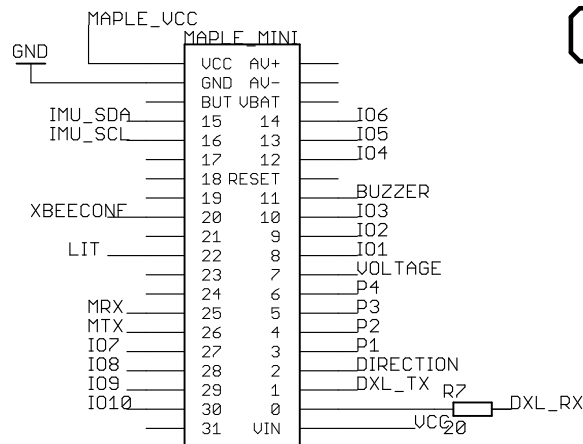 MAPLE_VCC
MAPLE_MINI
GND
VCC AV+
GND AV-
BUT VBAT
IMU_SDA 15 14 IO6
IMU_SCL 16 13 IO5
17 12 IO4
18 RESET
19 11 BUZZER
XBEECONF 20 10 IO3
21 9 IO2
LIT 22 8 IO1
23 7 VOLTAGE
24 6 P4
MRX 25 5 P3
MTX 26 4 P2
IO7 27 3 P1
IO8 28 2 DIRECTION
IO9 29 1 DXL_TX R7
IO10 30 0 DXL_RX
31 VIN VCC 20